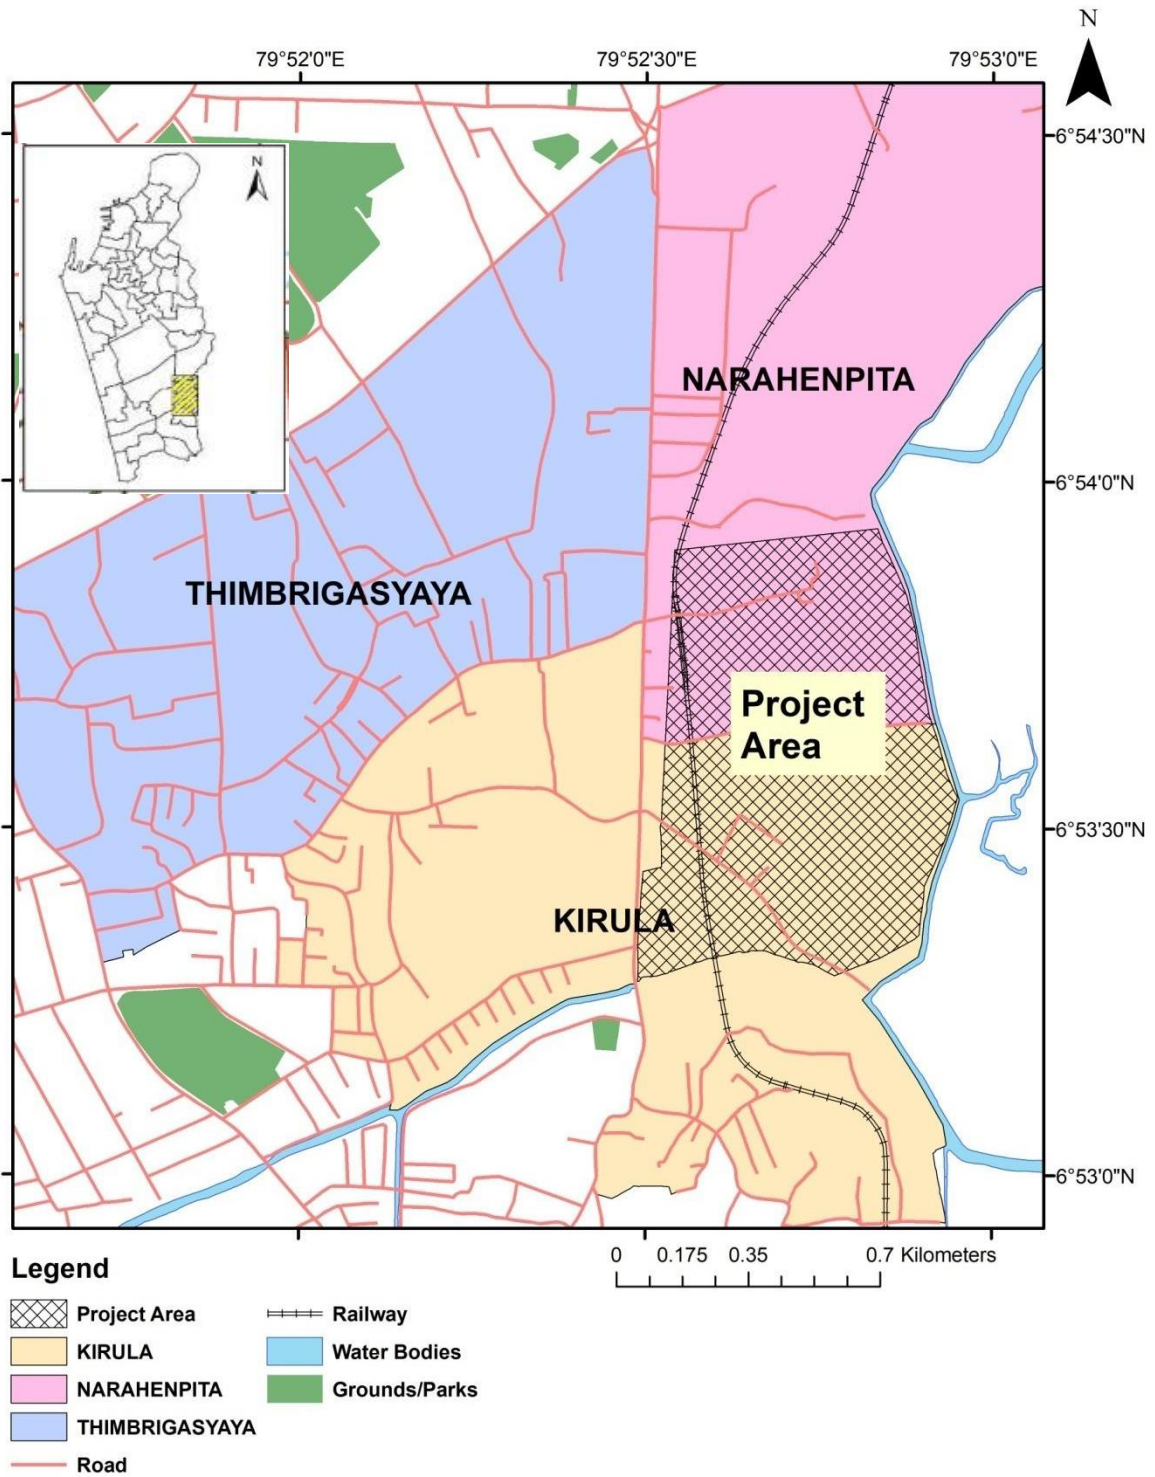 N
79°52'0"E
79°52'30"E
79°53'0"E
6°54'30"N
N
NARAHENPITA
6°54'0"N
THIMBRIGASYAYA
Project
Area
6°53'30"N
KIRULA
6°53'0"N
0 0.175 0.35 0.7 Kilometers
Legend
Project Area
KIRULA
NARAHENPITA
THIMBRIGASYAYA
Road
Railway
Water Bodies
Grounds/Parks